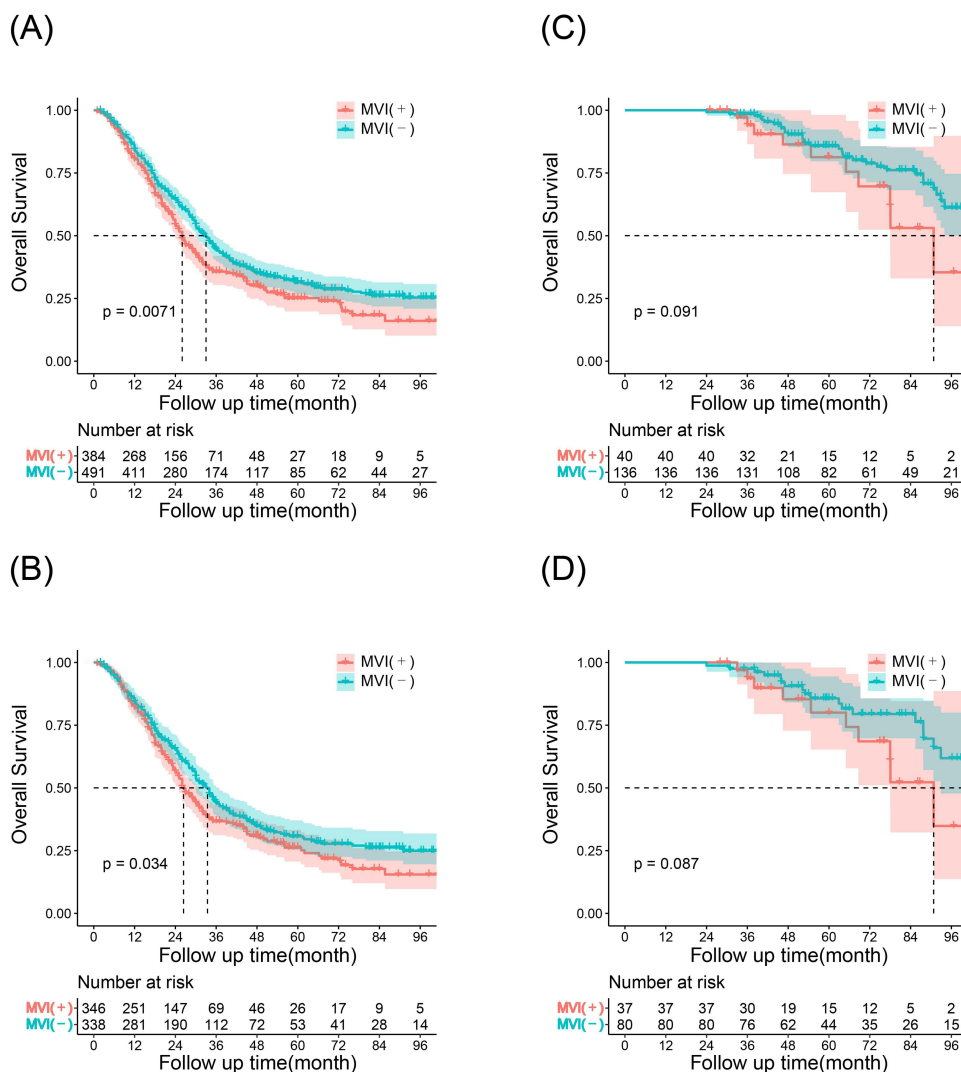 (A)
MVI(+)
MVI(−)
Overall Survival
1.00
0.75
0.50
0.25
0.00
p = 0.0071
0 12 24 36 48 60 72 84 96
Follow up time(month)
Number at risk
MVI(+) 384 268 156 71 48 27 18 9 5
MVI(−) 491 411 280 174 117 85 62 44 27
0 12 24 36 48 60 72 84 96
Follow up time(month)
(C)
MVI(+)
MVI(−)
Overall Survival
1.00
0.75
0.50
0.25
0.00
p = 0.091
0 12 24 36 48 60 72 84 96
Follow up time(month)
Number at risk
MVI(+) 40 40 40 32 21 15 12 5 2
MVI(−) 136 136 136 131 108 82 61 49 21
0 12 24 36 48 60 72 84 96
Follow up time(month)
(B)
MVI(+)
MVI(−)
Overall Survival
1.00
0.75
0.50
0.25
0.00
p = 0.034
0 12 24 36 48 60 72 84 96
Follow up time(month)
Number at risk
MVI(+) 346 251 147 69 46 26 17 9 5
MVI(−) 338 281 190 112 72 53 41 28 14
0 12 24 36 48 60 72 84 96
Follow up time(month)
(D)
MVI(+)
MVI(−)
Overall Survival
1.00
0.75
0.50
0.25
0.00
p = 0.087
0 12 24 36 48 60 72 84 96
Follow up time(month)
Number at risk
MVI(+) 37 37 37 30 19 15 12 5 2
MVI(−) 80 80 80 76 62 44 35 26 15
0 12 24 36 48 60 72 84 96
Follow up time(month)